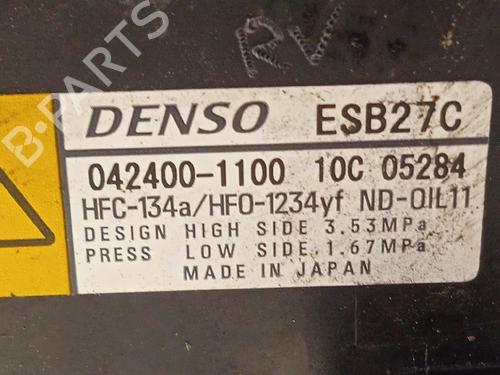 RV
DENSO ESB27C
042400-1100 10C 05284
HFC-134a/HFO-1234yf ND-OIL11
DESIGN HIGH SIDE 3.53MPa
PRESS LOW SIDE 1.67MPa
MADE IN JAPAN
B-PARTS